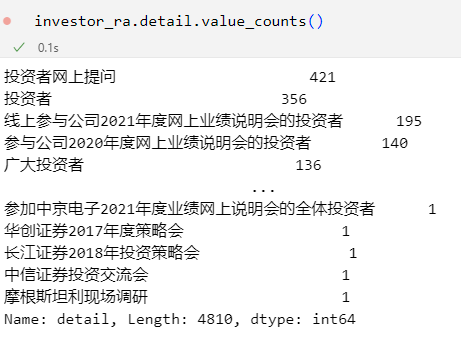 investor_ra.detail.value_counts()
0.1s
投资者网上提问 421
投资者 356
线上参与公司2021年度网上业绩说明会的投资者 195
参与公司2020年度网上业绩说明会的投资者 140
广大投资者 136
...
参加中京电子2021年度业绩网上说明会的全体投资者 1
华创证券2017年度策略会 1
长江证券2018年投资策略会 1
中信证券投资交流会 1
摩根斯坦利现场调研 1
Name: detail, Length: 4810, dtype: int64